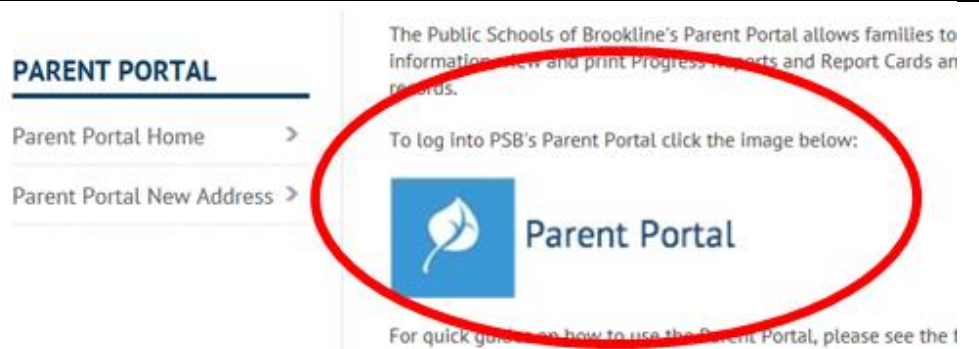 PARENT PORTAL
Parent Portal Home
Parent Portal New Address
The Public Schools of Brookline's Parent Portal allows families to
information, view and print Progress Reports and Report Cards an
records.
To log into PSB's Parent Portal click the image below:
Parent Portal
For quick guides on how to use the Parent Portal, please see the f